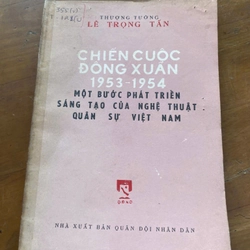 THƯỢNG TƯỚNG
LÊ TRỌNG TẤN
CHIẾN CUỘC
ĐÔNG XUÂN
1953-1954
MỘT BƯỚC PHÁT TRIỂN
SÁNG TẠO CỦA NGHỆ THUẬT
QUÂN SỰ VIỆT NAM
NHÀ XUẤT BẢN QUÂN ĐỘI NHÂN DÂN